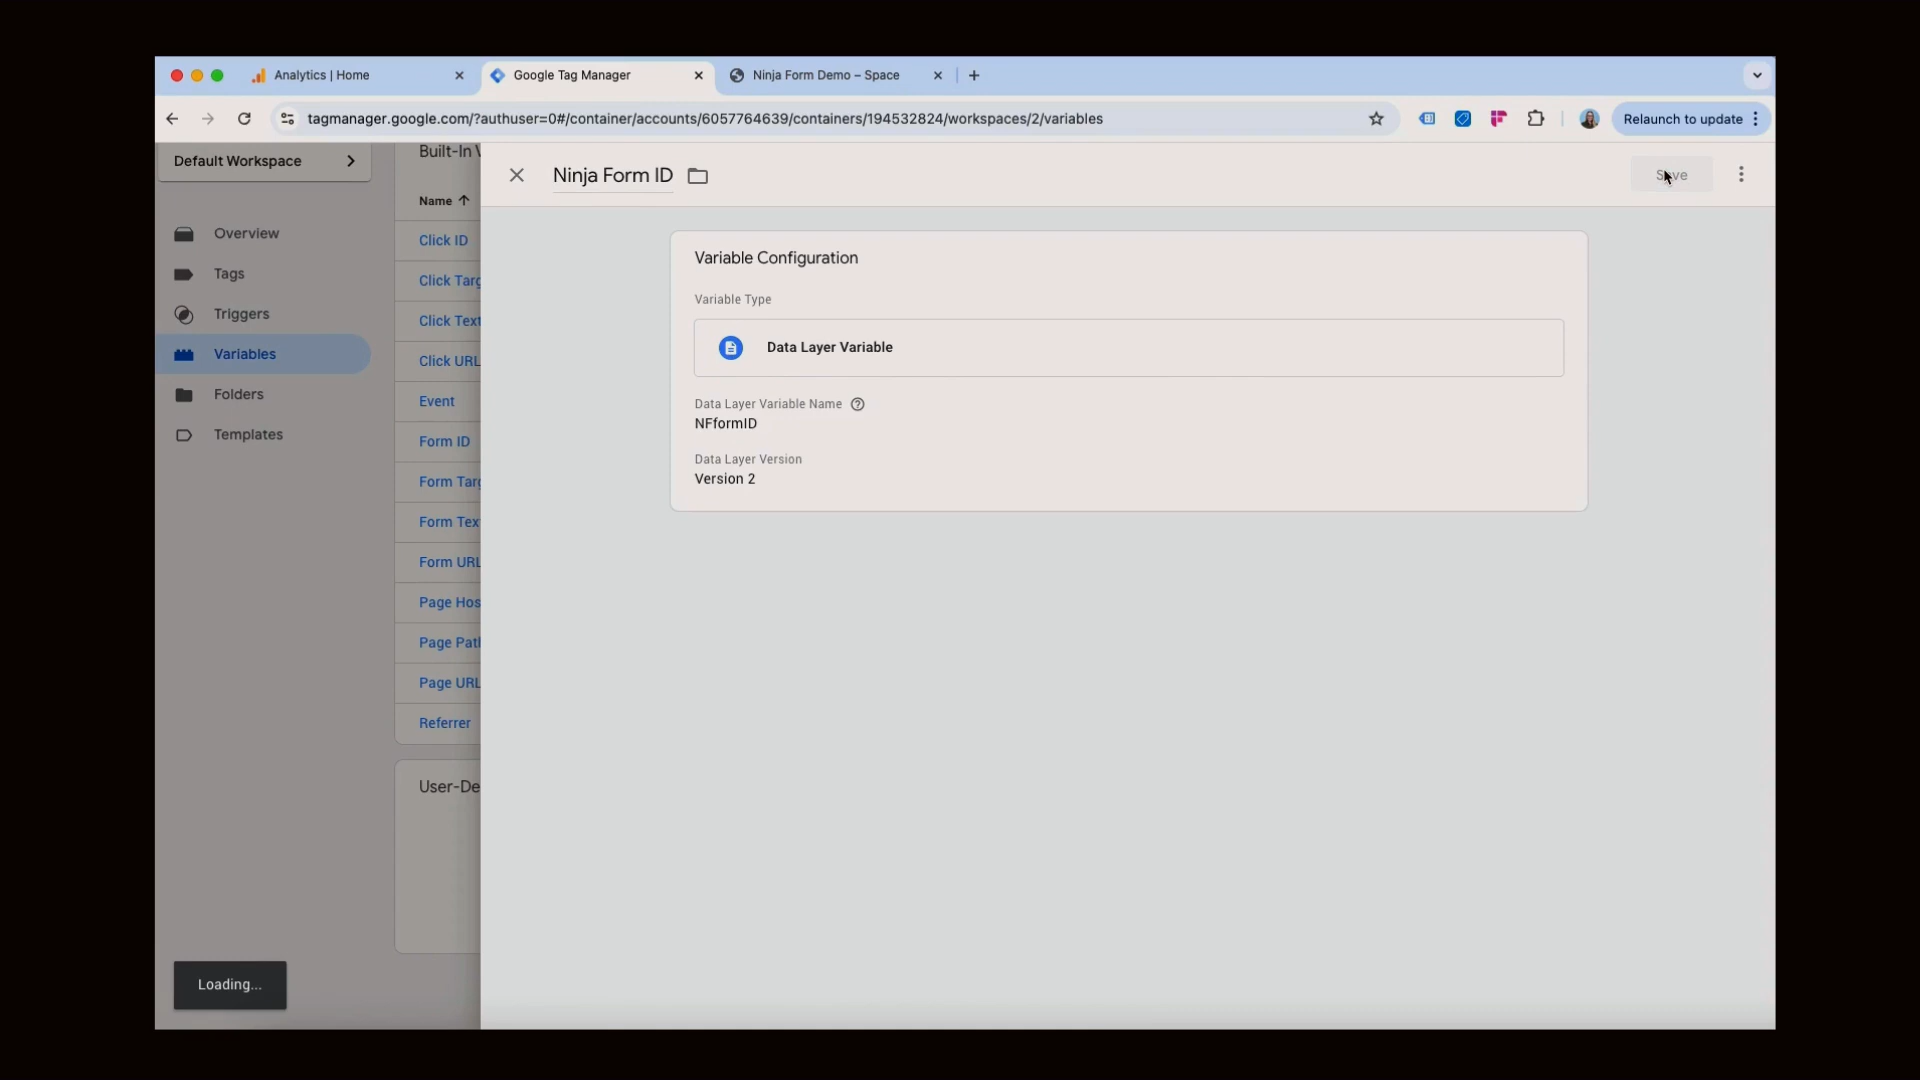 Analytics | Home
Google Tag Manager
Ninja Form Demo – Space
tagmanager.google.com/?authuser=0#/container/accounts/6057764639/containers/194532824/workspaces/2/variables
Relaunch to update
Default Workspace
Overview
Tags
Triggers
Variables
Folders
Templates
Built-In V
Name
Click ID
Click Targ
Click Text
Click URL
Event
Form ID
Form Targ
Form Text
Form URL
Page Hos
Page Path
Page URL
Referrer
User-De
Ninja Form ID
Save
Variable Configuration
Variable Type
Data Layer Variable
Data Layer Variable Name
NFformID
Data Layer Version
Version 2
Loading...